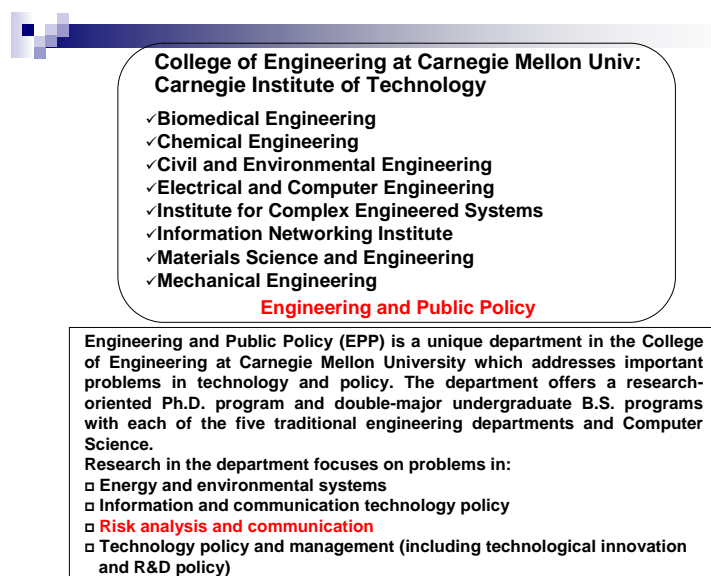 College of Engineering at Carnegie Mellon Univ:
Carnegie Institute of Technology
✓Biomedical Engineering
✓Chemical Engineering
✓Civil and Environmental Engineering
✓Electrical and Computer Engineering
✓Institute for Complex Engineered Systems
✓Information Networking Institute
✓Materials Science and Engineering
✓Mechanical Engineering
Engineering and Public Policy
Engineering and Public Policy (EPP) is a unique department in the College
of Engineering at Carnegie Mellon University which addresses important
problems in technology and policy. The department offers a research-
oriented Ph.D. program and double-major undergraduate B.S. programs
with each of the five traditional engineering departments and Computer
Science.
Research in the department focuses on problems in:
□ Energy and environmental systems
□ Information and communication technology policy
□ Risk analysis and communication
□ Technology policy and management (including technological innovation
and R&D policy)